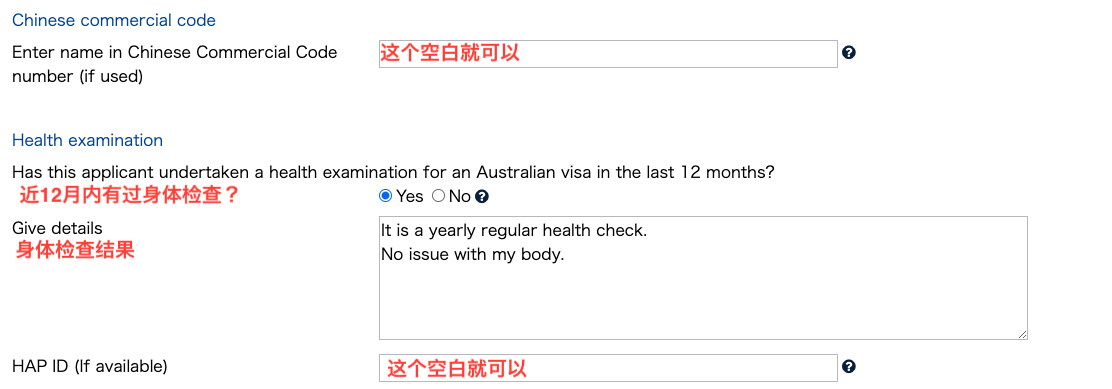 Chinese commercial code
Enter name in Chinese Commercial Code
number (if used)
这个空白就可以
Health examination
Has this applicant undertaken a health examination for an Australian visa in the last 12 months?
近12月内有过身体检查？
Yes No
Give details
身体检查结果
It is a yearly regular health check.
No issue with my body.
HAP ID (If available)
这个空白就可以